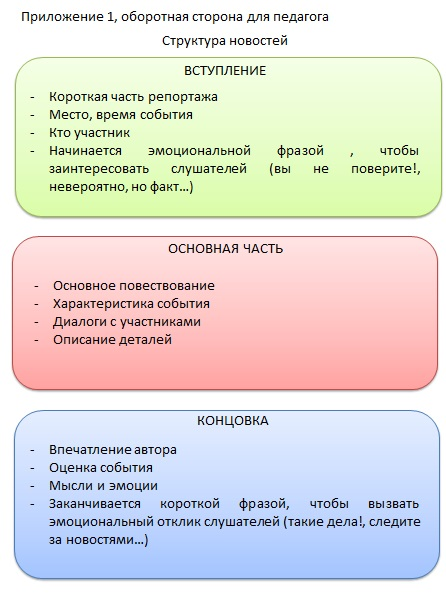 Приложение 1, оборотная сторона для педагога
Структура новостей
ВСТУПЛЕНИЕ
- Короткая часть репортажа
- Место, время события
- Кто участник
- Начинается эмоциональной фразой , чтобы
заинтересовать слушателей (вы не поверите!,
невероятно, но факт…)
ОСНОВНАЯ ЧАСТЬ
- Основное повествование
- Характеристика события
- Диалоги с участниками
- Описание деталей
КОНЦОВКА
- Впечатление автора
- Оценка события
- Мысли и эмоции
- Заканчивается короткой фразой, чтобы вызвать
эмоциональный отклик слушателей (такие дела!, следите
за новостями…)